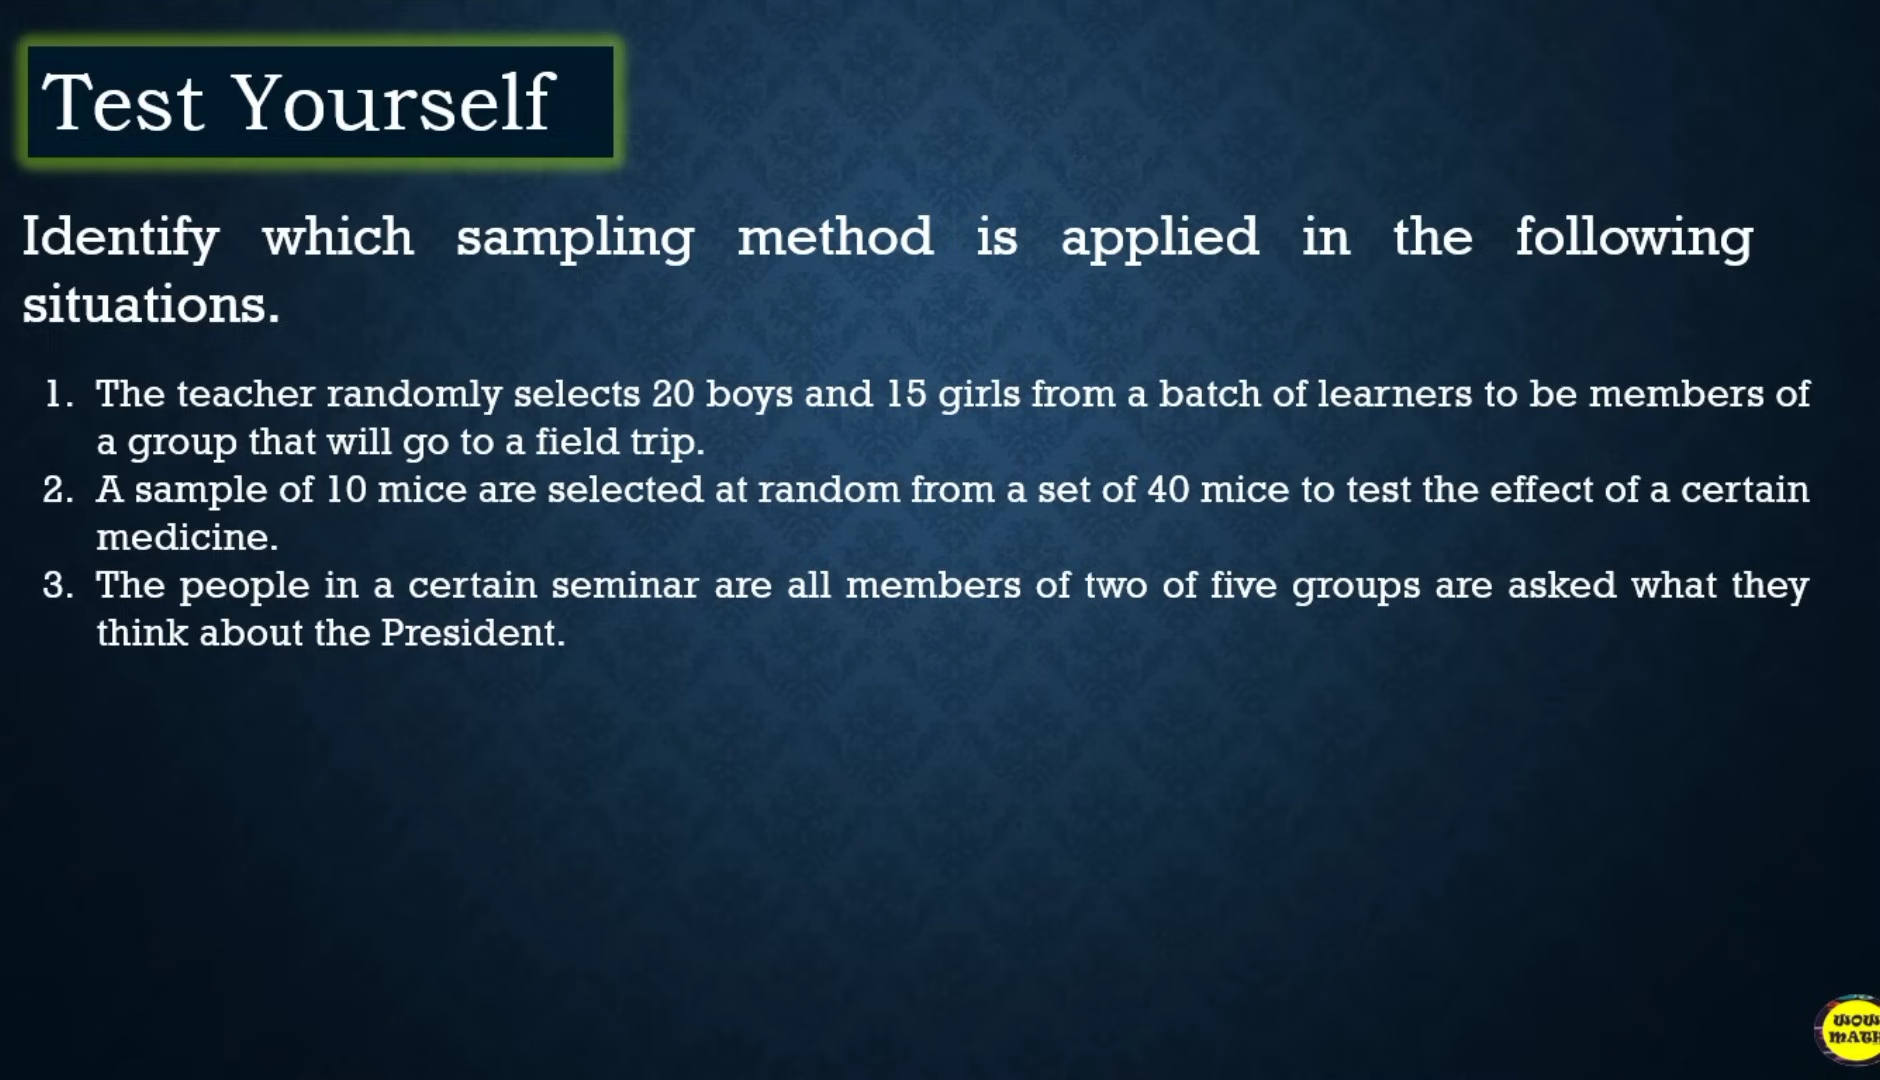 Test Yourself
Identify which sampling method is applied in the following
situations.
1. The teacher randomly selects 20 boys and 15 girls from a batch of learners to be members of
a group that will go to a field trip.
2. A sample of 10 mice are selected at random from a set of 40 mice to test the effect of a certain
medicine.
3. The people in a certain seminar are all members of two of five groups are asked what they
think about the President.
WOW
MATH